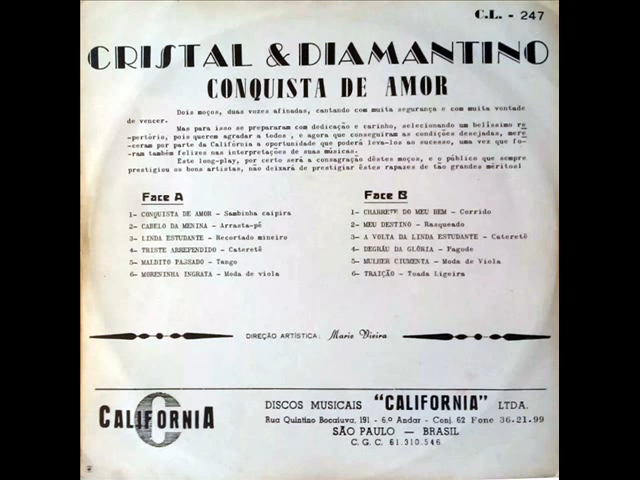 C.L. - 247
CRISTAL & DIAMANTINO
CONQUISTA DE AMOR
Dois moços, duas vezes afinadas, cantando com muita segurança e com muita vontade
de vencer.
Mas para isso se prepararam com dedicação e carinho, selecionando um belíssimo re
-pertório, pois querem agradar a todos , e agora que conseguiram as condições desejadas, mere
-ceram por parte da Califórnia a oportunidade que poderá leva-los ao sucesso, uma vez que fo-
-ram também felizes nas interpretações de suas músicas.
Este long-play, por certo será a consagração dêstes moços, e o público que sempre
prestigiou os bons artistas, não deixará de prestigiar êstes rapazes de tão grandes méritos!
Face A
1- CONQUISTA DE AMOR - Sambinha caipira
2- CABELO DA MENINA - Arrasta-pé
3- LINDA ESTUDANTE - Recortado mineiro
4- TRISTE ARREPENDIDO - Cateretê
5- MALDITO PASSADO - Tango
6- MORENINHA INGRATA - Moda de viola
Face B
1- CHARRETE DO MEU BEM - Corrido
2- MEU DESTINO - Rasqueado
3- A VOLTA DA LINDA ESTUDANTE - Cateretê
4- DEGRÁU DA GLÓRIA - Pagode
5- MULHER CIUMENTA - Moda de Viola
6- TRAIÇÃO - Toada Ligeira
DIREÇÃO ARTÍSTICA: Mario Vieira
CALIFORNIA
DISCOS MUSICAIS "CALIFORNIA" LTDA.
Rua Quintino Bocaiuva, 191 - 6.º Andar - Conj. 62 Fone 36.21.99
SÃO PAULO — BRASIL
C. G. C. 61.310.546